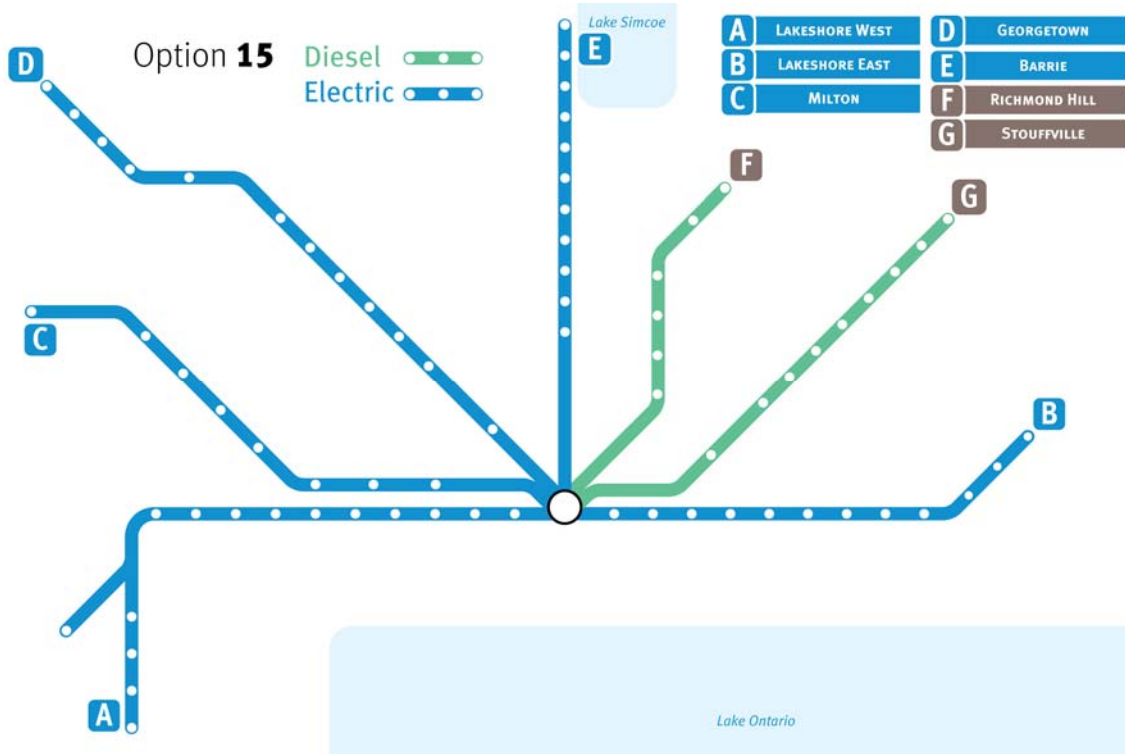 Option 15
Diesel
Electric
Lake Simcoe
A LAKESHORE WEST
B LAKESHORE EAST
C MILTON
D GEORGETOWN
E BARRIE
F RICHMOND HILL
G STOUFFVILLE
D
E
F
G
C
B
A
Lake Ontario